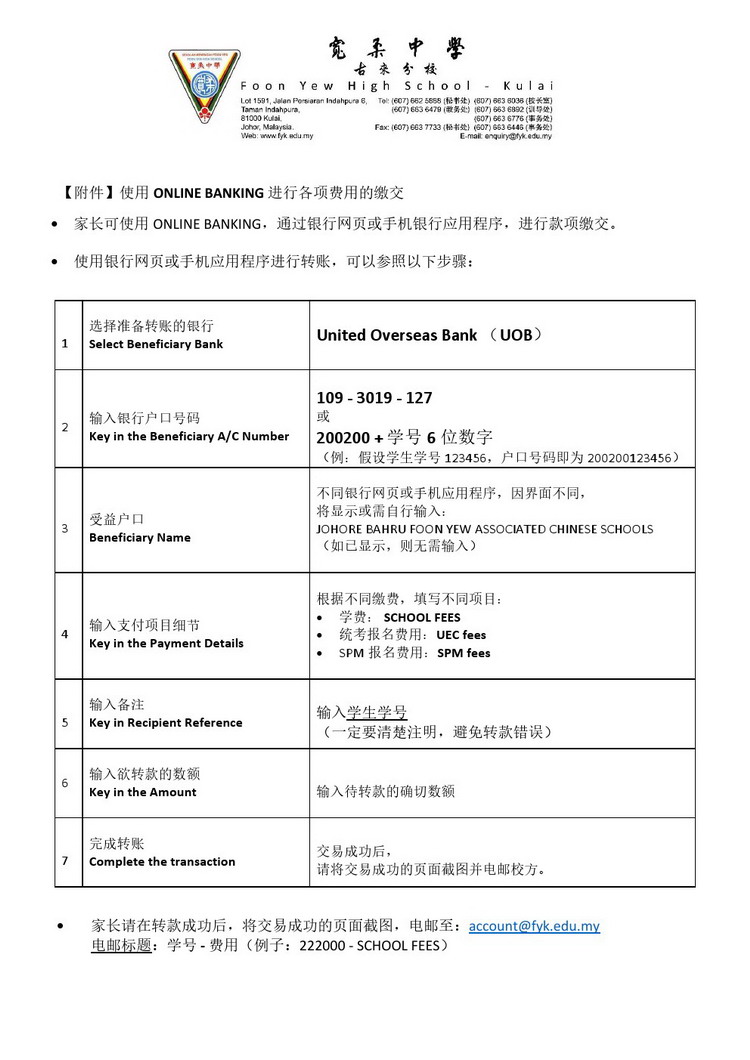 寬柔中學
古來分校
Foon Yew High School - Kulai
Lot 1591, Jalan Persiaran Indahpura 6, Tel: (607) 662 5858 (秘书处) (607) 663 6036 (校长室)
Taman Indahpura, (607) 663 6479 (教务处) (607) 663 6892 (训导处)
81000 Kulai, (607) 663 6776 (事务处)
Johor, Malaysia. Fax: (607) 663 7733 (秘书处) (607) 663 6446 (事务处)
Web: www.fyk.edu.my E-mail: enquiry@fyk.edu.my
【附件】使用 ONLINE BANKING 进行各项费用的缴交
• 家长可使用 ONLINE BANKING，通过银行网页或手机银行应用程序，进行款项缴交。
• 使用银行网页或手机应用程序进行转账，可以参照以下步骤：
1
选择准备转账的银行
Select Beneficiary Bank
United Overseas Bank （UOB）
2
输入银行户口号码
Key in the Beneficiary A/C Number
109 - 3019 - 127
或
200200 + 学号 6 位数字
（例：假设学生学号 123456，户口号码即为 200200123456）
3
受益户口
Beneficiary Name
不同银行网页或手机应用程序，因界面不同，
将显示或需自行输入：
JOHORE BAHRU FOON YEW ASSOCIATED CHINESE SCHOOLS
（如已显示，则无需输入）
4
输入支付项目细节
Key in the Payment Details
根据不同缴费，填写不同项目：
• 学费： SCHOOL FEES
• 统考报名费用：UEC fees
• SPM 报名费用：SPM fees
5
输入备注
Key in Recipient Reference
输入学生学号
（一定要清楚注明，避免转款错误）
6
输入欲转款的数额
Key in the Amount
输入待转款的确切数额
7
完成转账
Complete the transaction
交易成功后，
请将交易成功的页面截图并电邮校方。
• 家长请在转款成功后，将交易成功的页面截图，电邮至：account@fyk.edu.my
电邮标题：学号 - 费用（例子：222000 - SCHOOL FEES）